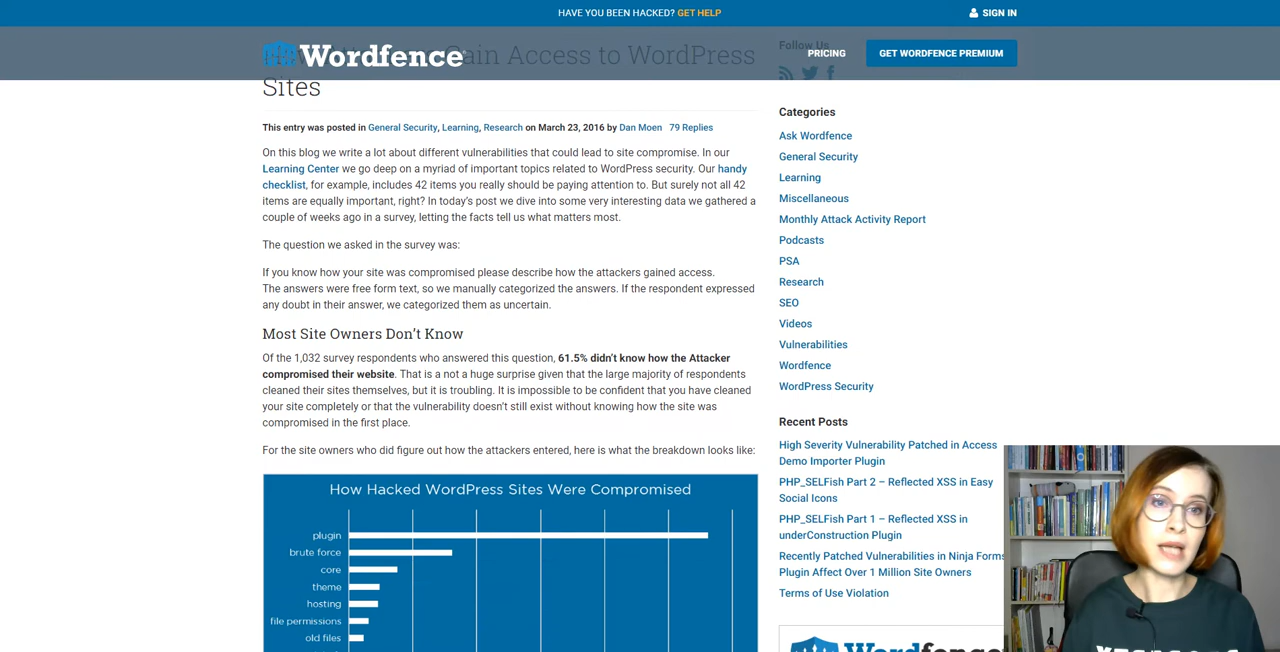 HAVE YOU BEEN HACKED? GET HELP
SIGN IN
Wordfence
PRICING
GET WORDFENCE PREMIUM
Gain Access to WordPress
Sites
This entry was posted in General Security, Learning, Research on March 23, 2016 by Dan Moen 79 Replies
On this blog we write a lot about different vulnerabilities that could lead to site compromise. In our
Learning Center we go deep on a myriad of important topics related to WordPress security. Our handy
checklist, for example, includes 42 items you really should be paying attention to. But surely not all 42
items are equally important, right? In today's post we dive into some very interesting data we gathered a
couple of weeks ago in a survey, letting the facts tell us what matters most.
The question we asked in the survey was:
If you know how your site was compromised please describe how the attackers gained access.
The answers were free form text, so we manually categorized the answers. If the respondent expressed
any doubt in their answer, we categorized them as uncertain.
Most Site Owners Don't Know
Of the 1,032 survey respondents who answered this question, 61.5% didn't know how the Attacker
compromised their website. That is a not a huge surprise given that the large majority of respondents
cleaned their sites themselves, but it is troubling. It is impossible to be confident that you have cleaned
your site completely or that the vulnerability doesn't still exist without knowing how the site was
compromised in the first place.
For the site owners who did figure out how the attackers entered, here is what the breakdown looks like:
How Hacked WordPress Sites Were Compromised
plugin
brute force
core
theme
hosting
file permissions
old files
Follow Us
Categories
Ask Wordfence
General Security
Learning
Miscellaneous
Monthly Attack Activity Report
Podcasts
PSA
Research
SEO
Videos
Vulnerabilities
Wordfence
WordPress Security
Recent Posts
High Severity Vulnerability Patched in Access
Demo Importer Plugin
PHP_SELFish Part 2 – Reflected XSS in Easy
Social Icons
PHP_SELFish Part 1 – Reflected XSS in
underConstruction Plugin
Recently Patched Vulnerabilities in Ninja Forms
Plugin Affect Over 1 Million Site Owners
Terms of Use Violation